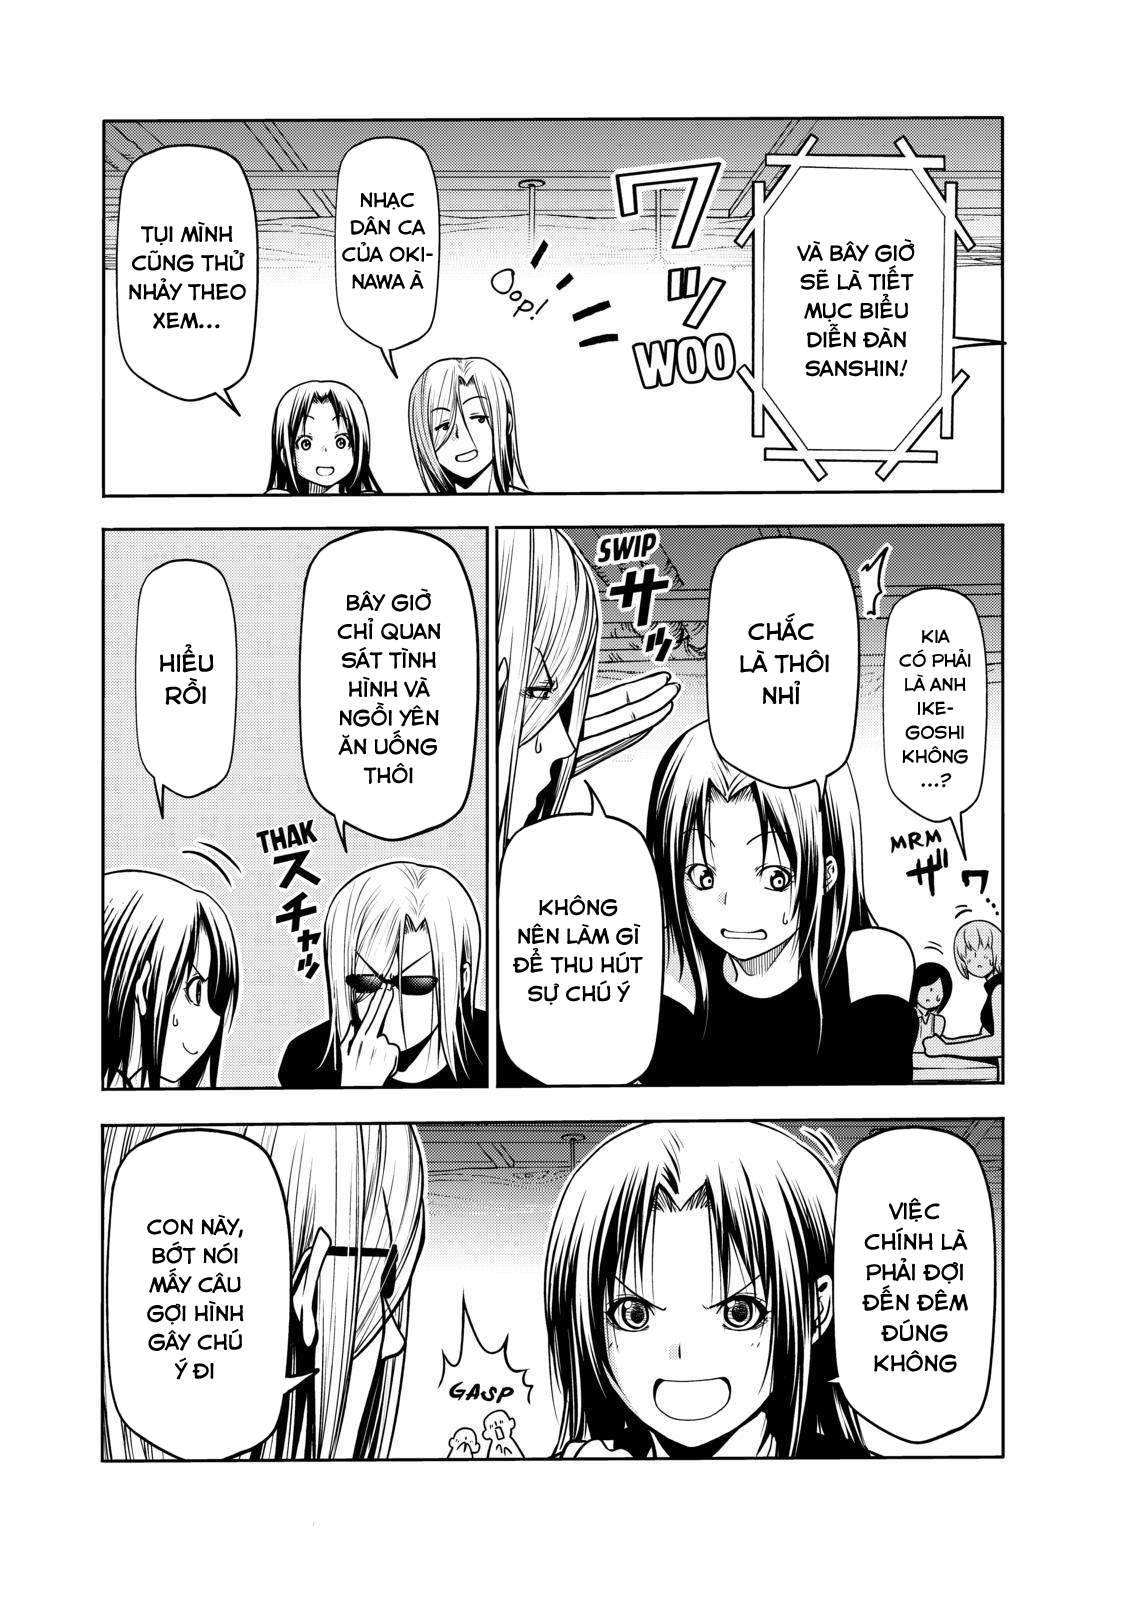 VÀ BÂY GIỜ
SẼ LÀ TIẾT
MỤC BIỂU
DIỄN ĐÀN
SANSHIN!
ワッ
WOO
Oop!
NHẠC
DÂN CA
CỦA OKI-
NAWA À
TỤI MÌNH
CŨNG THỬ
NHẢY THEO
XEM...
KIA
CÓ PHẢI
LÀ ANH
IKE-
GOSHI
KHÔNG
...?
MRM
ザワ
CHẮC
LÀ THÔI
NHỈ
SWIP
サッ
KHÔNG
NÊN LÀM GÌ
ĐỂ THU HÚT
SỰ CHÚ Ý
BÂY GIỜ
CHỈ QUAN
SÁT TÌNH
HÌNH VÀ
NGỒI YÊN
ĂN UỐNG
THÔI
THAK
スチャッ
HIỂU
RỒI
VIỆC
CHÍNH LÀ
PHẢI ĐỢI
ĐẾN ĐÊM
ĐÚNG
KHÔNG
GASP
CON NÀY,
BỚT NÓI
MẤY CÂU
GỢI HÌNH
GÂY CHÚ
Ý ĐI